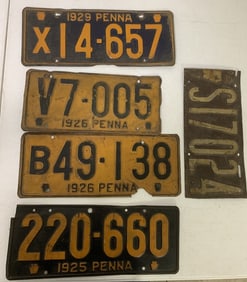 1929 PENNA
X14-657
V7-005
1926 PENNA
B49-138
1926 PENNA
220-660
1925 PENNA
S17024